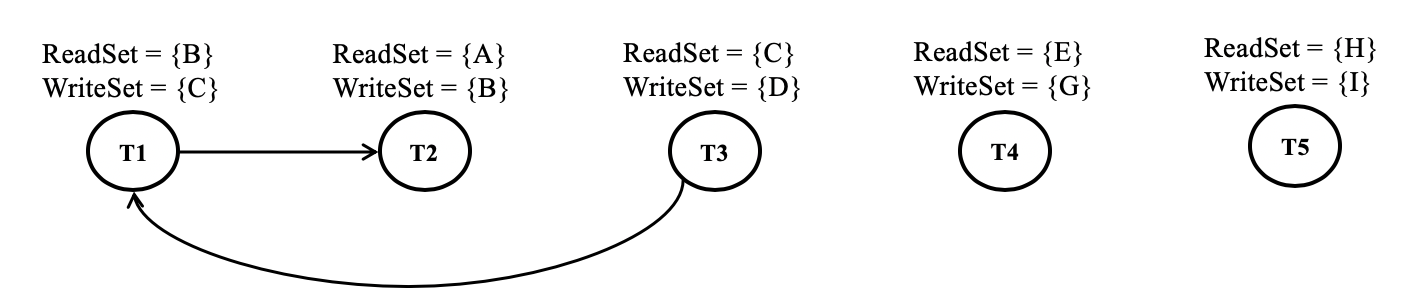 ReadSet = {B}
WriteSet = {C}
ReadSet = {A}
WriteSet = {B}
ReadSet = {C}
WriteSet = {D}
ReadSet = {E}
WriteSet = {G}
ReadSet = {H}
WriteSet = {I}
T1
T2
T3
T4
T5